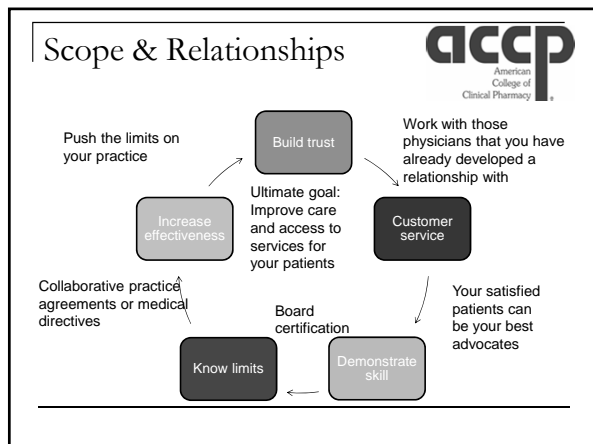 Scope & Relationships
accp
American
College of
Clinical Pharmacy
®
Push the limits on
your practice
Build trust
Work with those
physicians that you have
already developed a
relationship with
Increase
effectiveness
Ultimate goal:
Improve care
and access to
services for
your patients
Customer
service
Collaborative practice
agreements or medical
directives
Board
certification
Your satisfied
patients can
be your best
advocates
Know limits
Demonstrate
skill